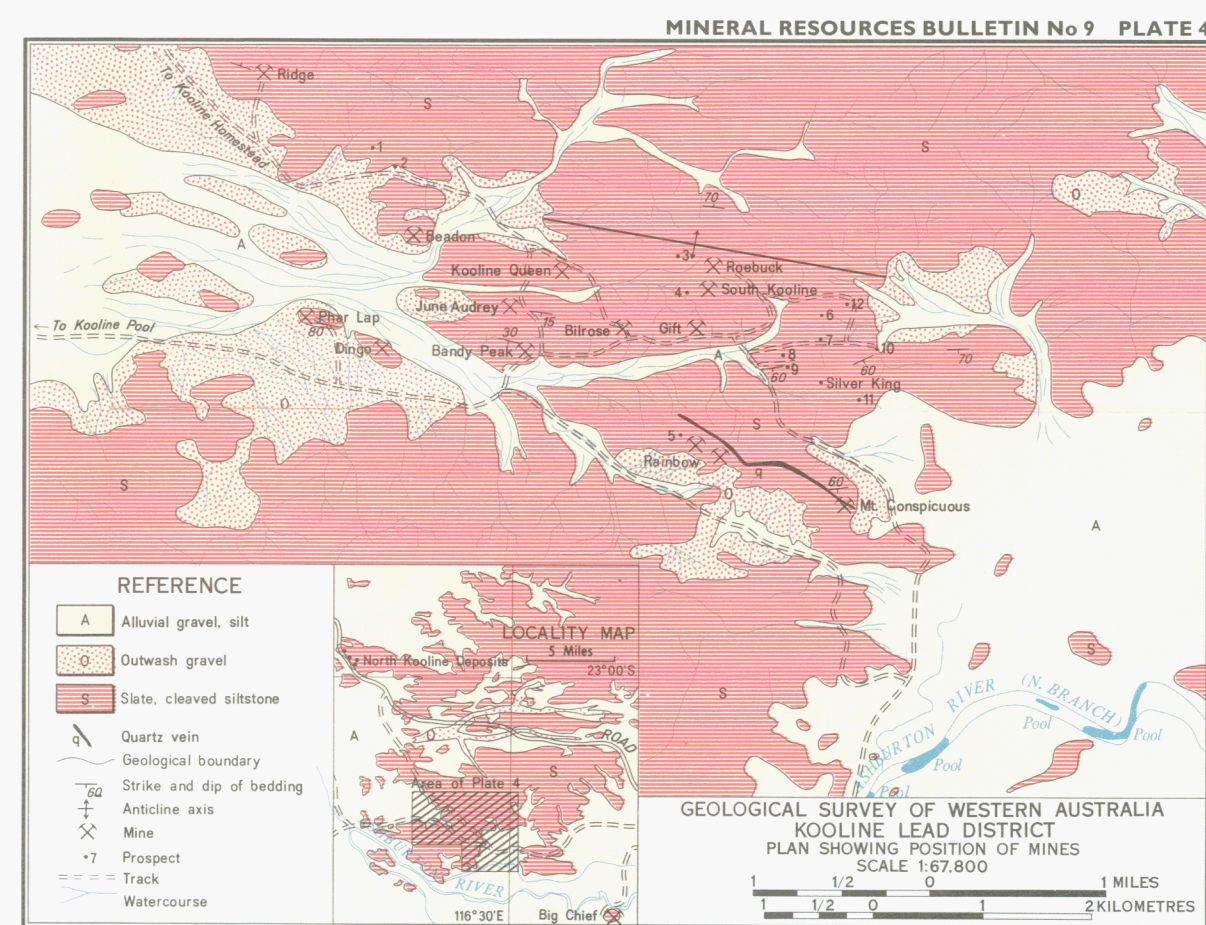 MINERAL RESOURCES BULLETIN No 9 PLATE 4
Ridge
To Kooline Homestead
S
S
1
2
O
70
A
Beadon
3
Roebuck
Kooline Queen
4
South Kooline
12
June Audrey
6
Phar Lap
15
80
← To Kooline Pool
30
Bilrose
Gift
7
Dingo
Bandy Peak
A
8
10
9
60
60
70
Silver King
O
11
S
5
Rainbow
q
60
S
O
Mt. Conspicuous
A
S
S
ASHBURTON RIVER (N. BRANCH)
Pool
Pool
Pool
Pool
REFERENCE
A Alluvial gravel, silt
O Outwash gravel
S Slate, cleaved siltstone
q Quartz vein
Geological boundary
60 Strike and dip of bedding
Anticline axis
Mine
•7 Prospect
Track
Watercourse
LOCALITY MAP
5 Miles
North Kooline Deposits
23°00'S
A
O
ROAD
S
Area of Plate 4
ASHBURTON RIVER
116°30'E
Big Chief
GEOLOGICAL SURVEY OF WESTERN AUSTRALIA
KOOLINE LEAD DISTRICT
PLAN SHOWING POSITION OF MINES
SCALE 1:67,800
1 1/2 0 1 MILES
1 1/2 0 1 2 KILOMETRES